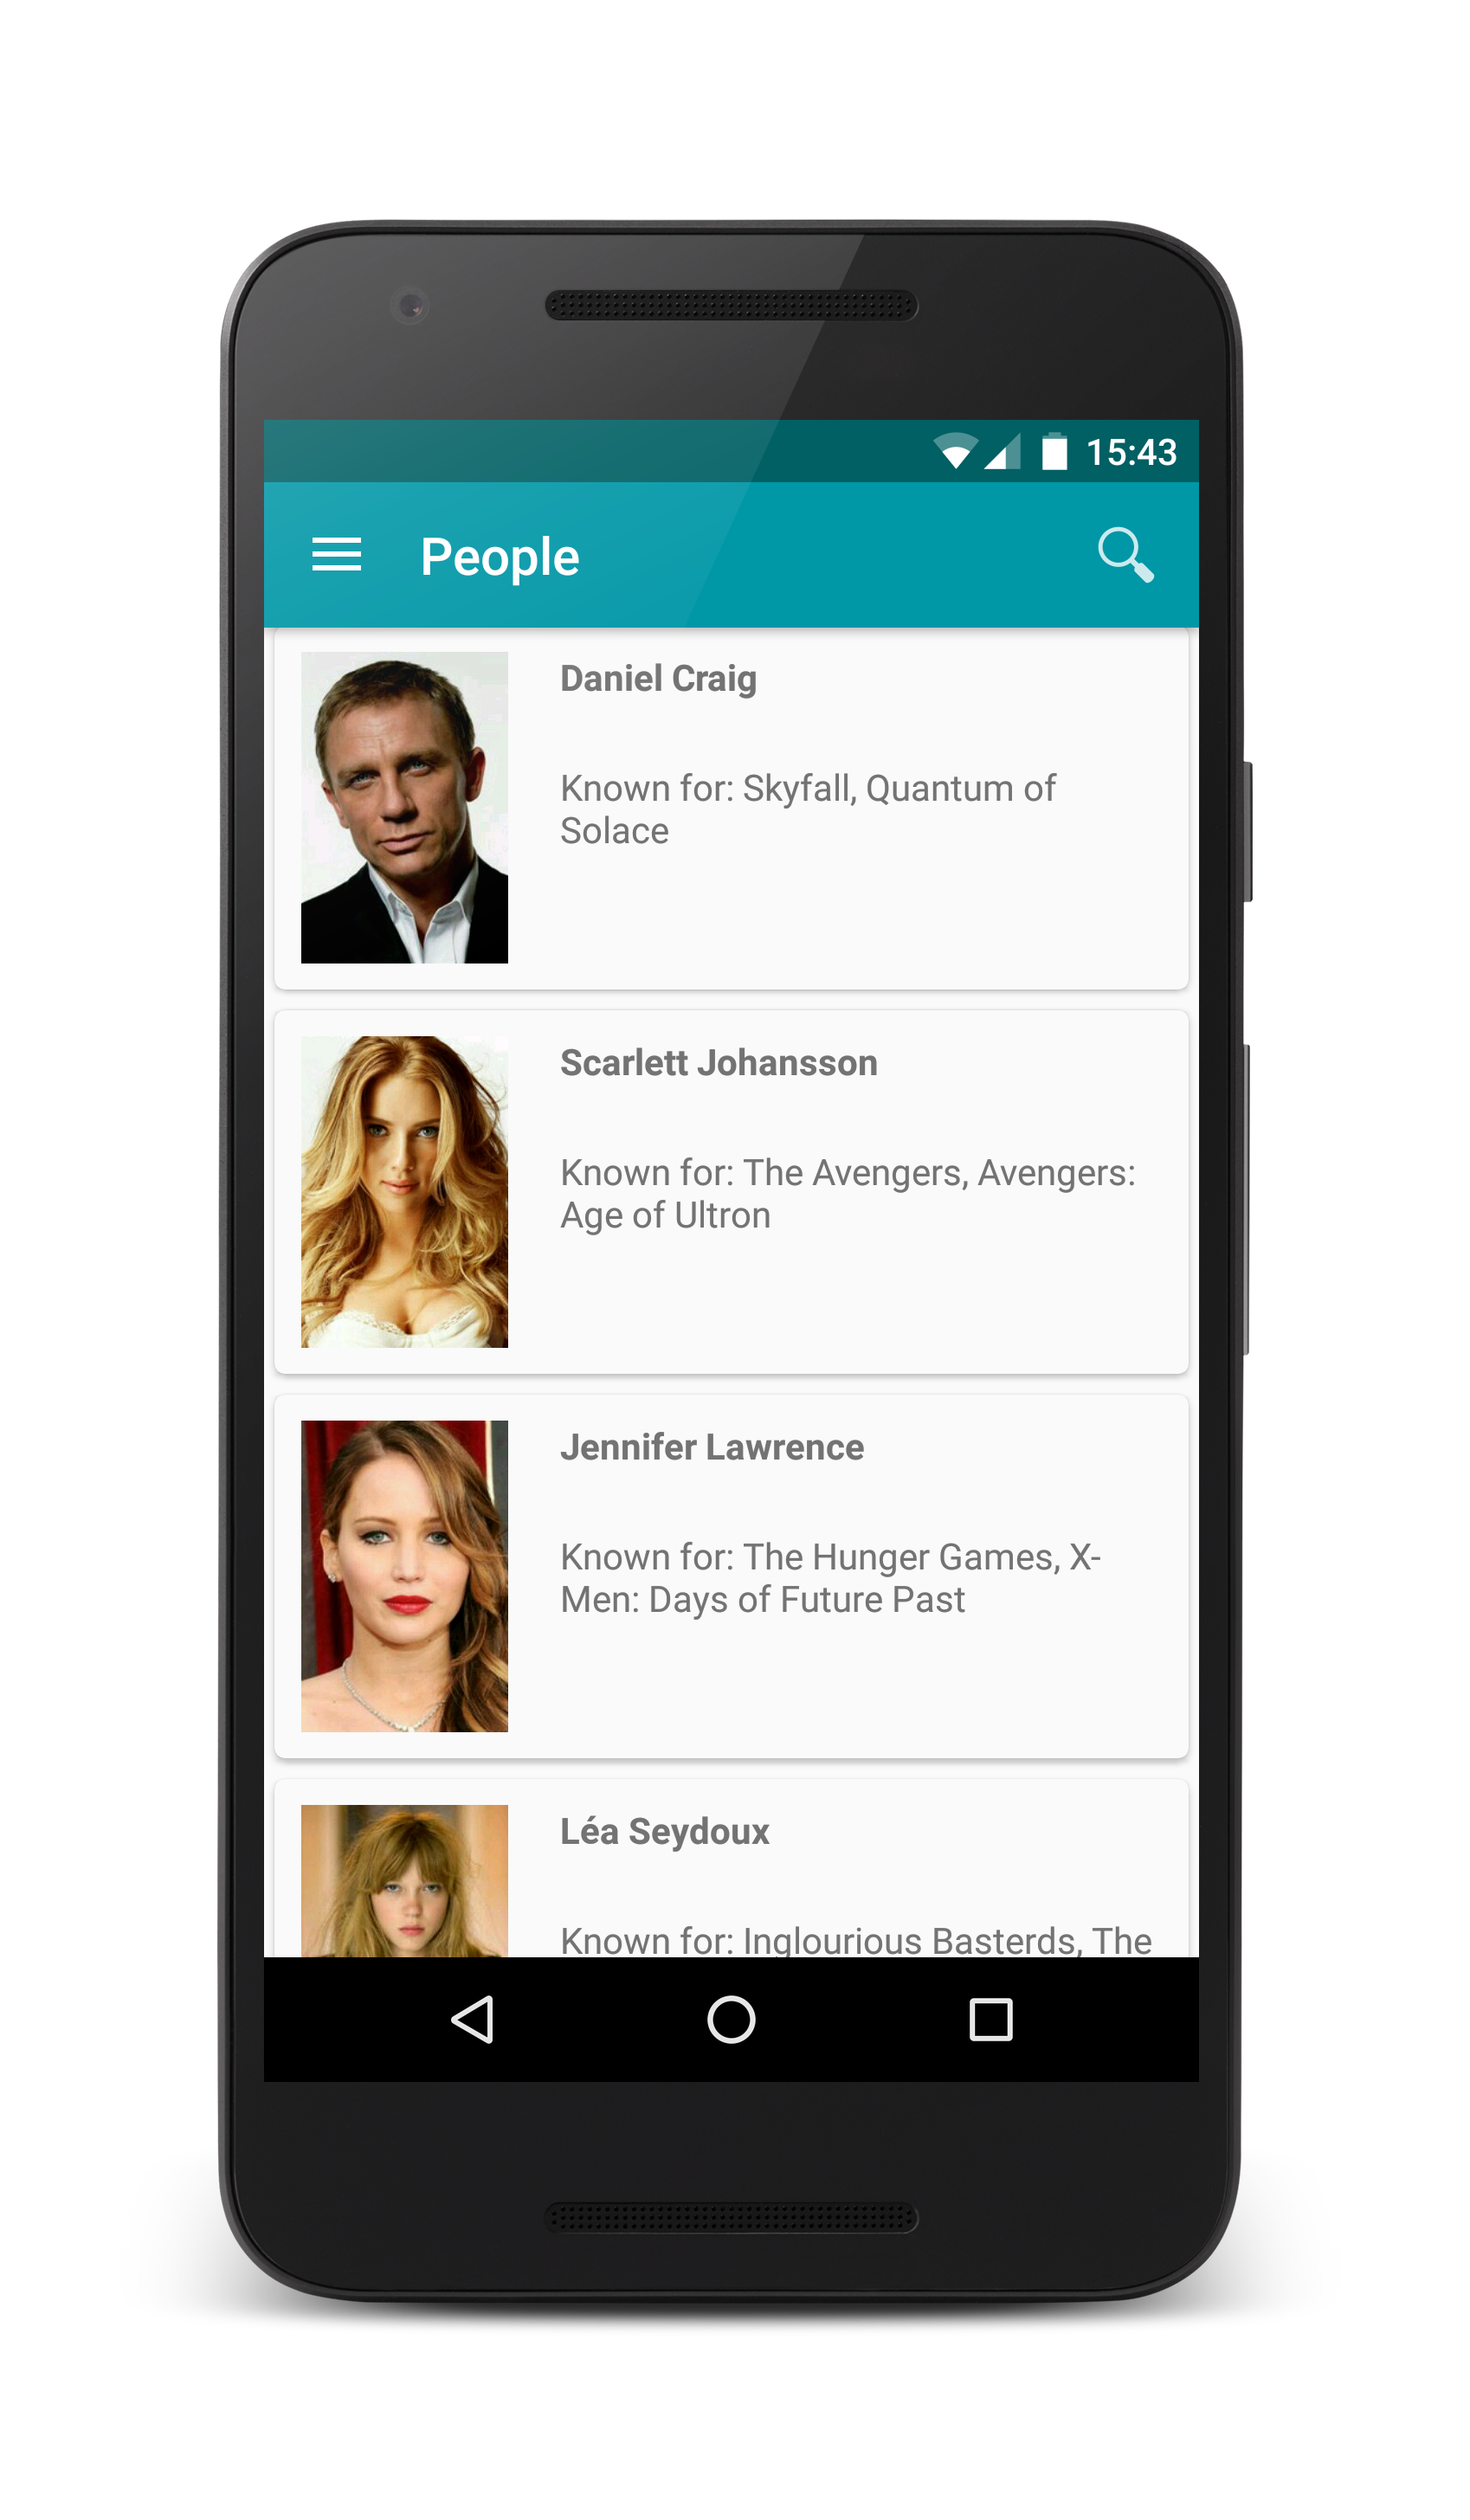 15:43
People
Daniel Craig
Known for: Skyfall, Quantum of
Solace
Scarlett Johansson
Known for: The Avengers, Avengers:
Age of Ultron
Jennifer Lawrence
Known for: The Hunger Games, X-
Men: Days of Future Past
Léa Seydoux
Known for: Inglourious Basterds, The